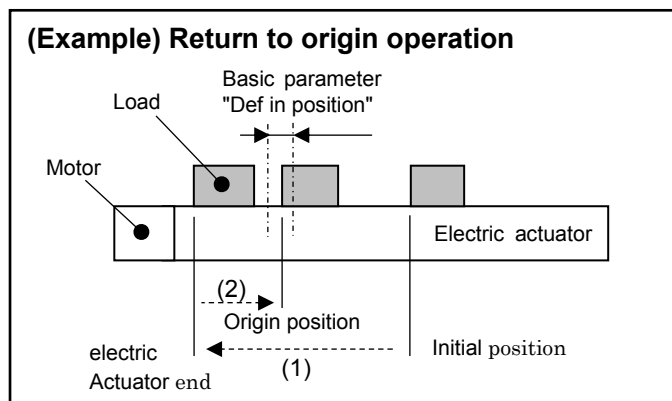 (Example) Return to origin operation
Basic parameter
"Def in position"
Load
Motor
Electric actuator
(2)
Origin position
electric
Actuator end
(1)
Initial position